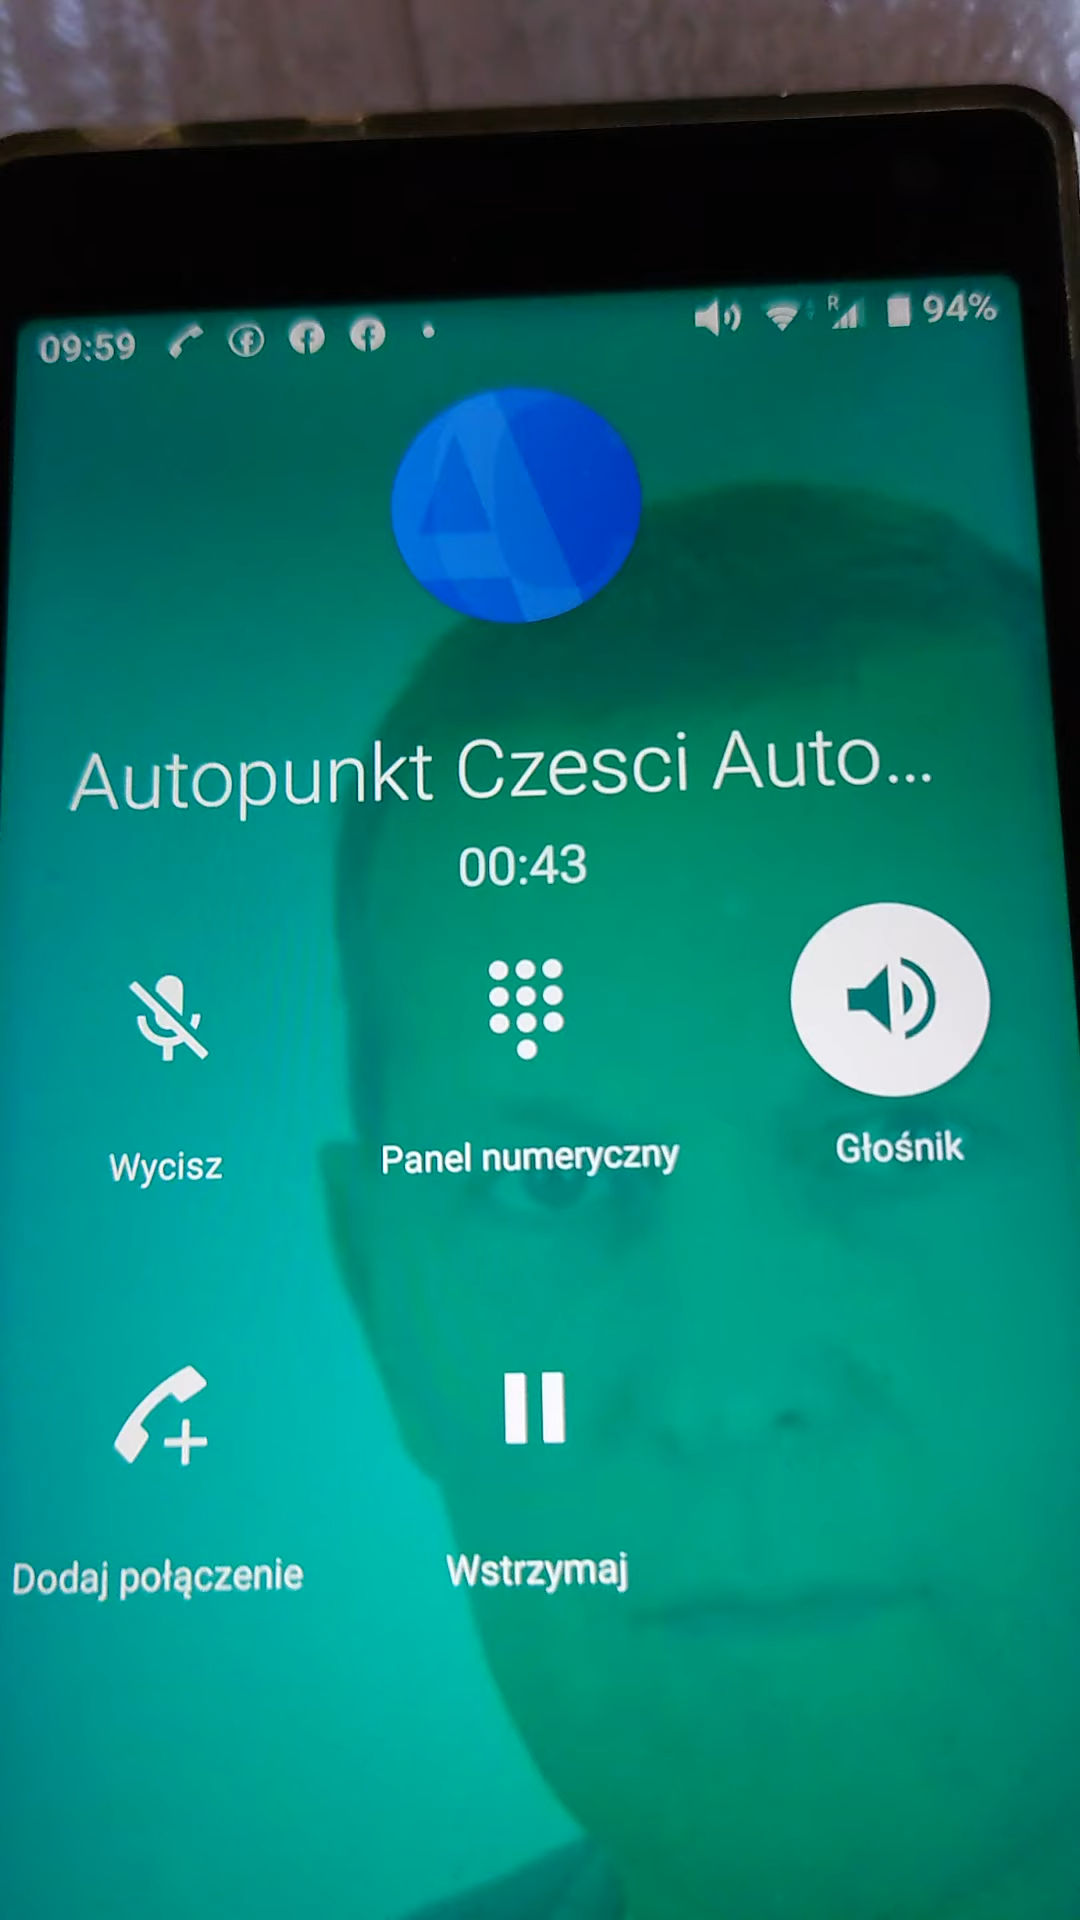 09:59 R 94%
A
Autopunkt Czesci Auto...
00:43
Wycisz
Panel numeryczny
Głośnik
Dodaj połączenie
Wstrzymaj